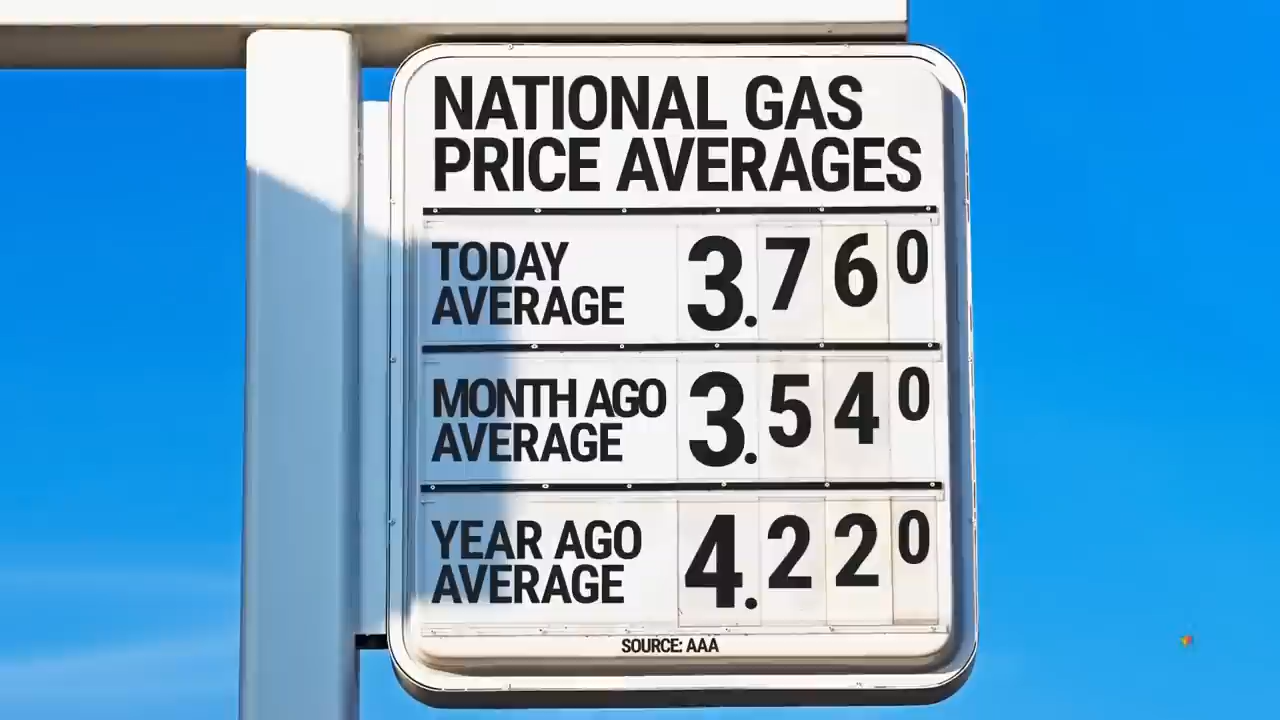 NATIONAL GAS
PRICE AVERAGES
TODAY
AVERAGE
3.760
MONTH AGO
AVERAGE
3.540
YEAR AGO
AVERAGE
4.220
SOURCE: AAA